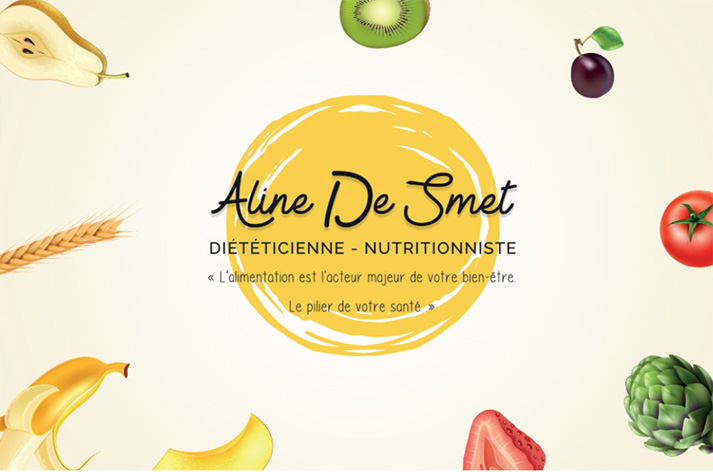 Aline De Smet
DIÉTÉTICIENNE - NUTRITIONNISTE
« L'alimentation est l'acteur majeur de votre bien-être.
Le pilier de votre santé »